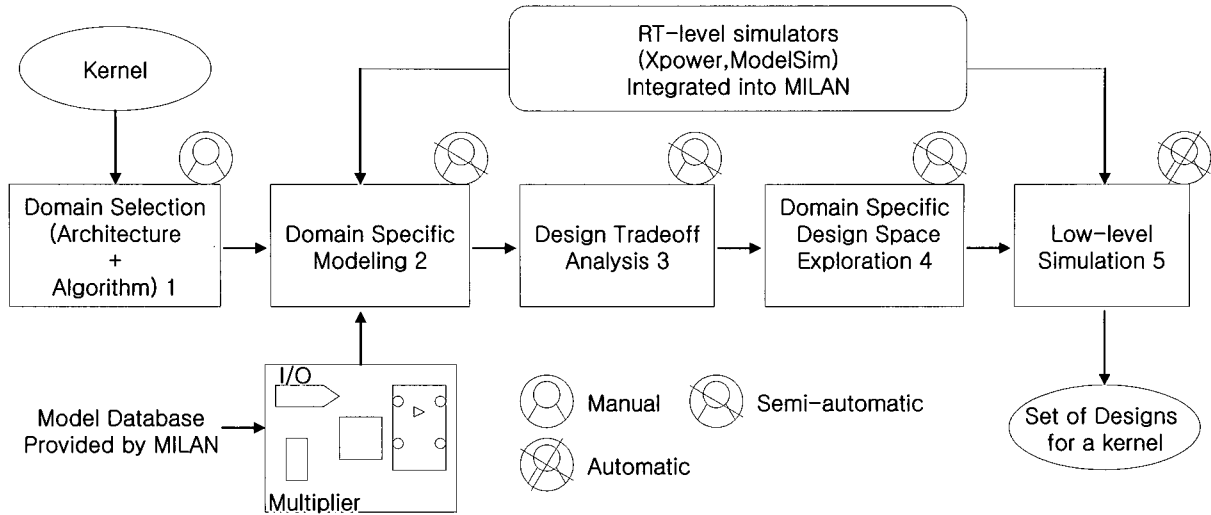 Kernel
RT-level simulators
(Xpower,ModelSim)
Integrated into MILAN
Domain Selection
(Architecture
+
Algorithm) 1
Domain Specific
Modeling 2
Design Tradeoff
Analysis 3
Domain Specific
Design Space
Exploration 4
Low-level
Simulation 5
Model Database
Provided by MILAN
I/O
Multiplier
Manual
Semi-automatic
Automatic
Set of Designs
for a kernel